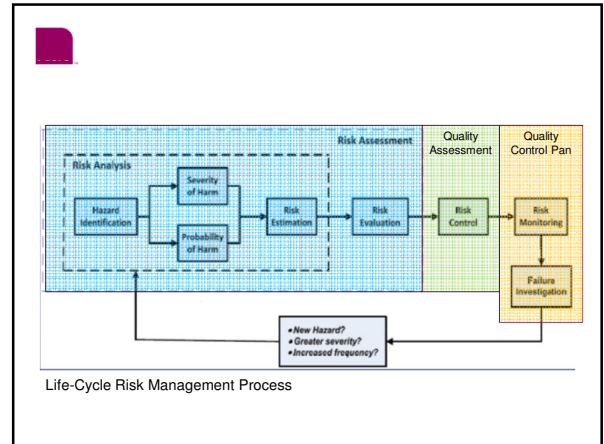 Risk Assessment
Quality
Assessment
Quality
Control Pan
Risk Analysis
Severity
of Harm
Hazard
Identification
Probability
of Harm
Risk
Estimation
Risk
Evaluation
Risk
Control
Risk
Monitoring
Failure
Investigation
• New Hazard?
• Greater severity?
• Increased frequency?
Life-Cycle Risk Management Process